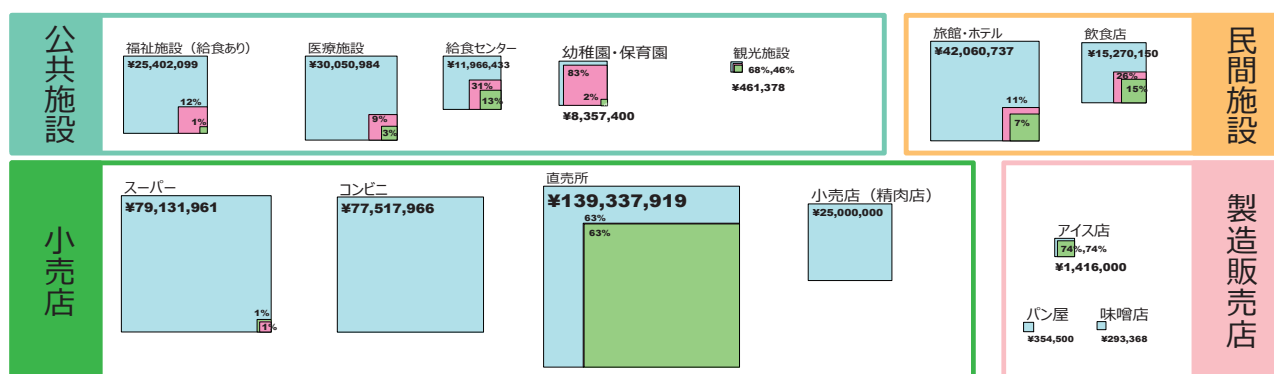 公共施設
福祉施設（給食あり）
¥25,402,099
12%
1%
医療施設
¥30,050,984
9%
3%
給食センター
¥11,966,433
31%
13%
幼稚園・保育園
83%
2%
¥8,357,400
観光施設
68%,46%
¥461,378
旅館・ホテル
¥42,060,737
11%
7%
飲食店
¥15,270,150
26%
15%
民間施設
小売店
スーパー
¥79,131,961
1%
1%
コンビニ
¥77,517,966
直売所
¥139,337,919
63%
63%
小売店（精肉店）
¥25,000,000
アイス店
74%,74%
¥1,416,000
パン屋
¥354,500
味噌店
¥293,368
製造販売店